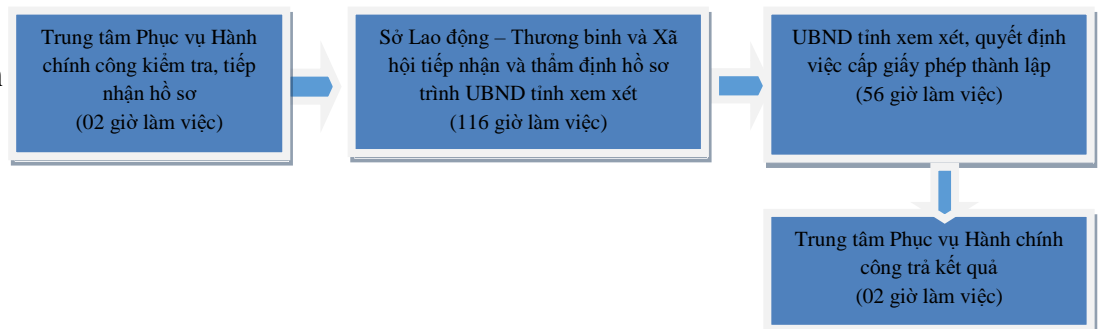 Trung tâm Phục vụ Hành
chính công kiểm tra, tiếp
nhận hồ sơ
(02 giờ làm việc)
Sở Lao động – Thương binh và Xã
hội tiếp nhận và thẩm định hồ sơ
trình UBND tỉnh xem xét
(116 giờ làm việc)
UBND tỉnh xem xét, quyết định
việc cấp giấy phép thành lập
(56 giờ làm việc)
Trung tâm Phục vụ Hành chính
công trả kết quả
(02 giờ làm việc)